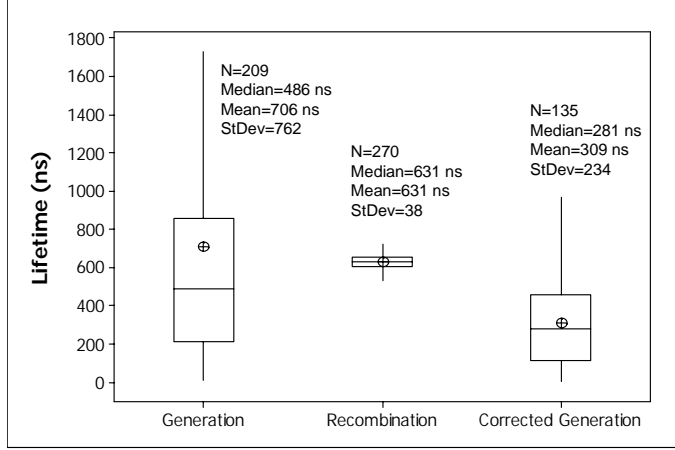 Lifetime (ns)
1800
1600
1400
1200
1000
800
600
400
200
0
N=209
Median=486 ns
Mean=706 ns
StDev=762
N=270
Median=631 ns
Mean=631 ns
StDev=38
N=135
Median=281 ns
Mean=309 ns
StDev=234
Generation
Recombination
Corrected Generation